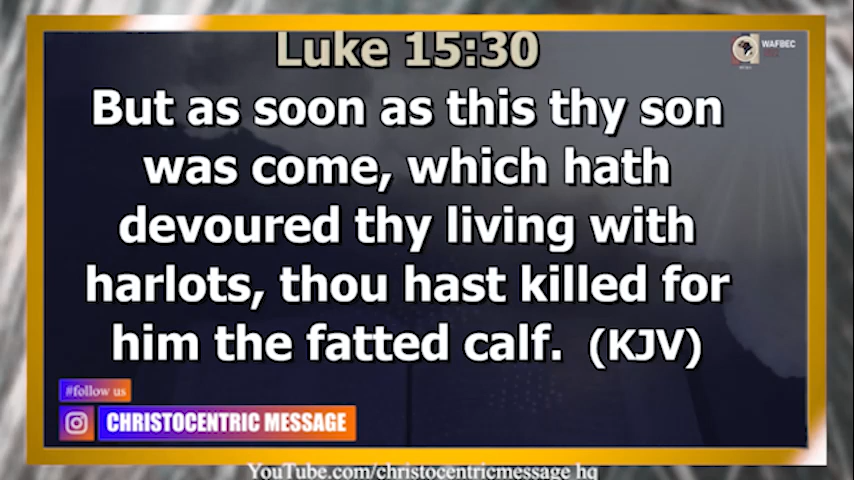 Luke 15:30
WAFBEC
But as soon as this thy son
was come, which hath
devoured thy living with
harlots, thou hast killed for
him the fatted calf. (KJV)
#follow us
CHRISTOCENTRIC MESSAGE
YouTube.com/christocentricmessage hq